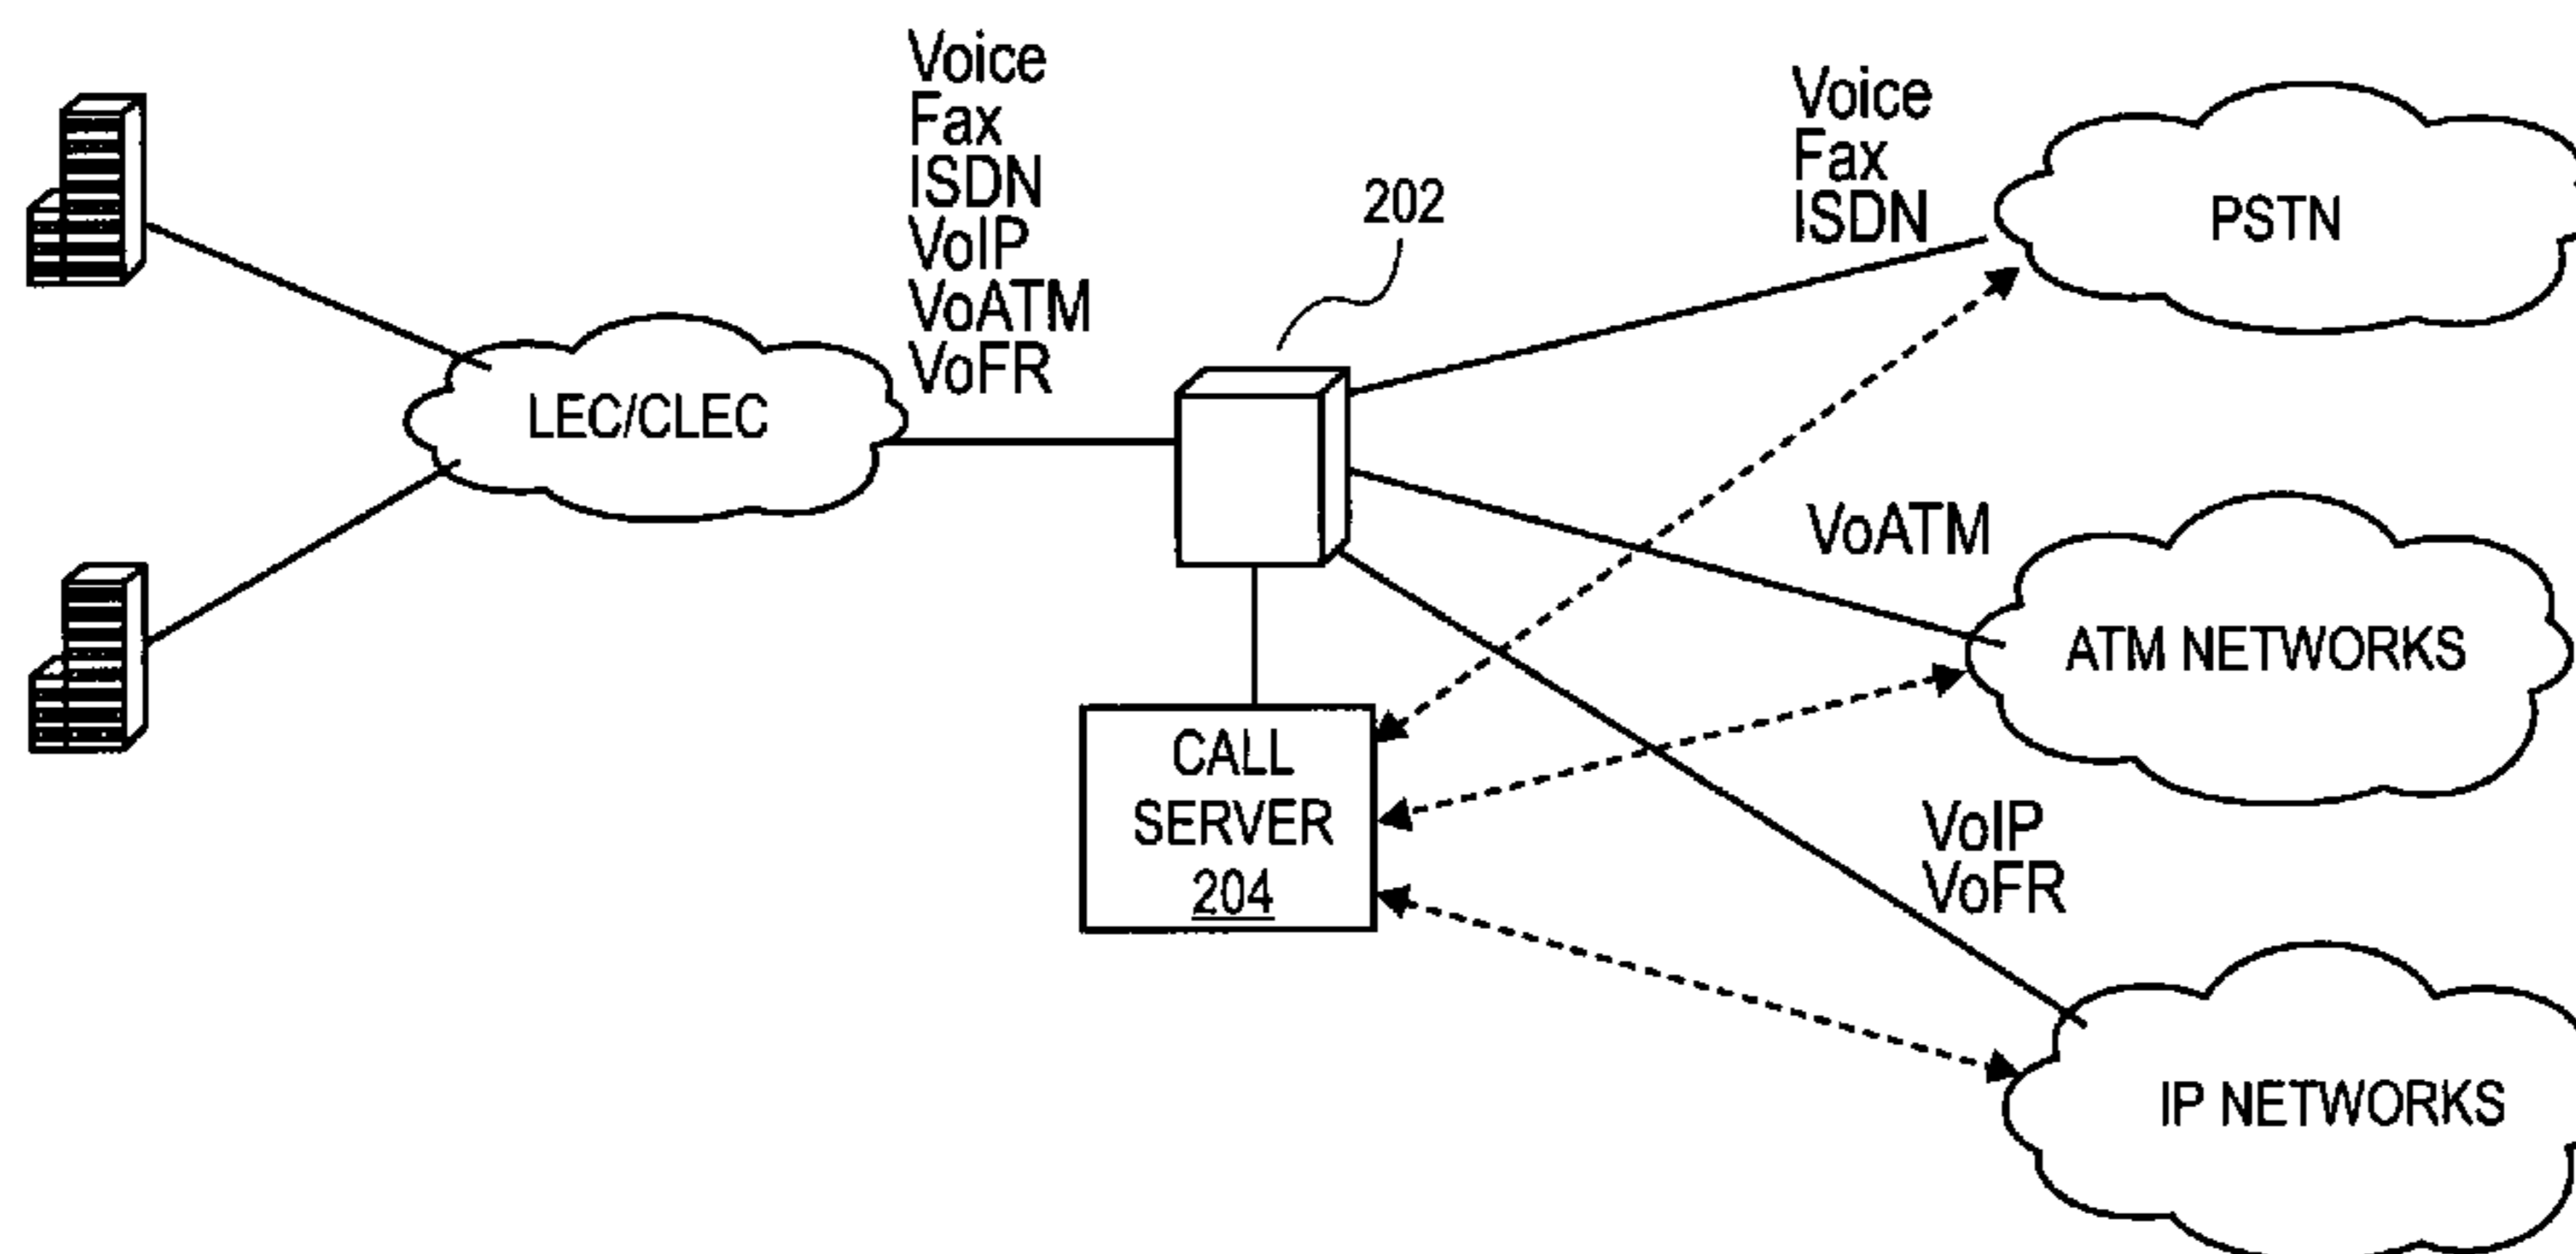 Voice
Fax
ISDN
VoIP
VoATM
VoFR
202
Voice
Fax
ISDN
PSTN
LEC/CLEC
VoATM
ATM NETWORKS
CALL
SERVER
204
VoIP
VoFR
IP NETWORKS